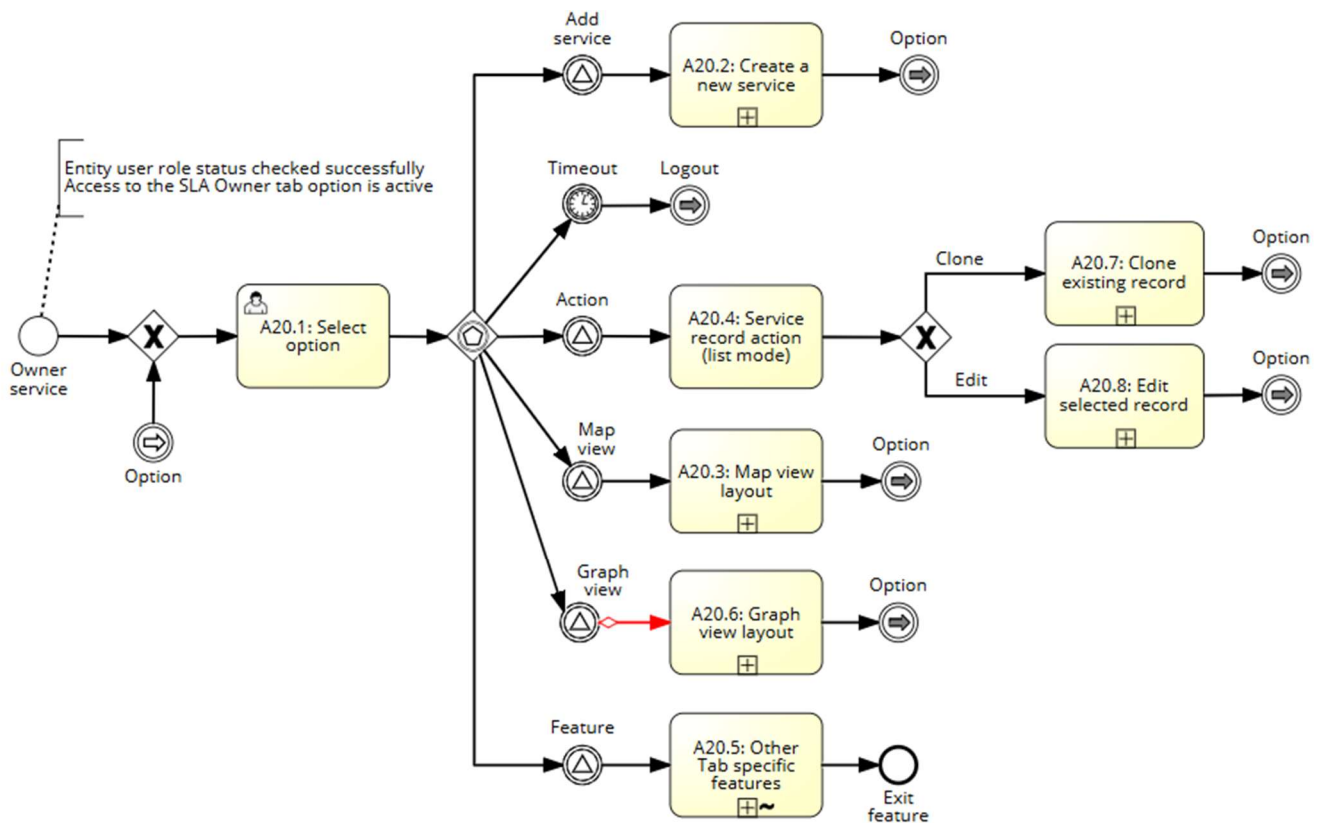 Add
service
A20.2: Create a
new service
Option
Entity user role status checked successfully
Access to the SLA Owner tab option is active
Timeout
Logout
Owner
service
Option
A20.1: Select
option
Action
A20.4: Service
record action
(list mode)
Clone
A20.7: Clone
existing record
Option
Edit
A20.8: Edit
selected record
Option
Map
view
A20.3: Map view
layout
Option
Graph
view
A20.6: Graph
view layout
Option
Feature
A20.5: Other
Tab specific
features
Exit
feature